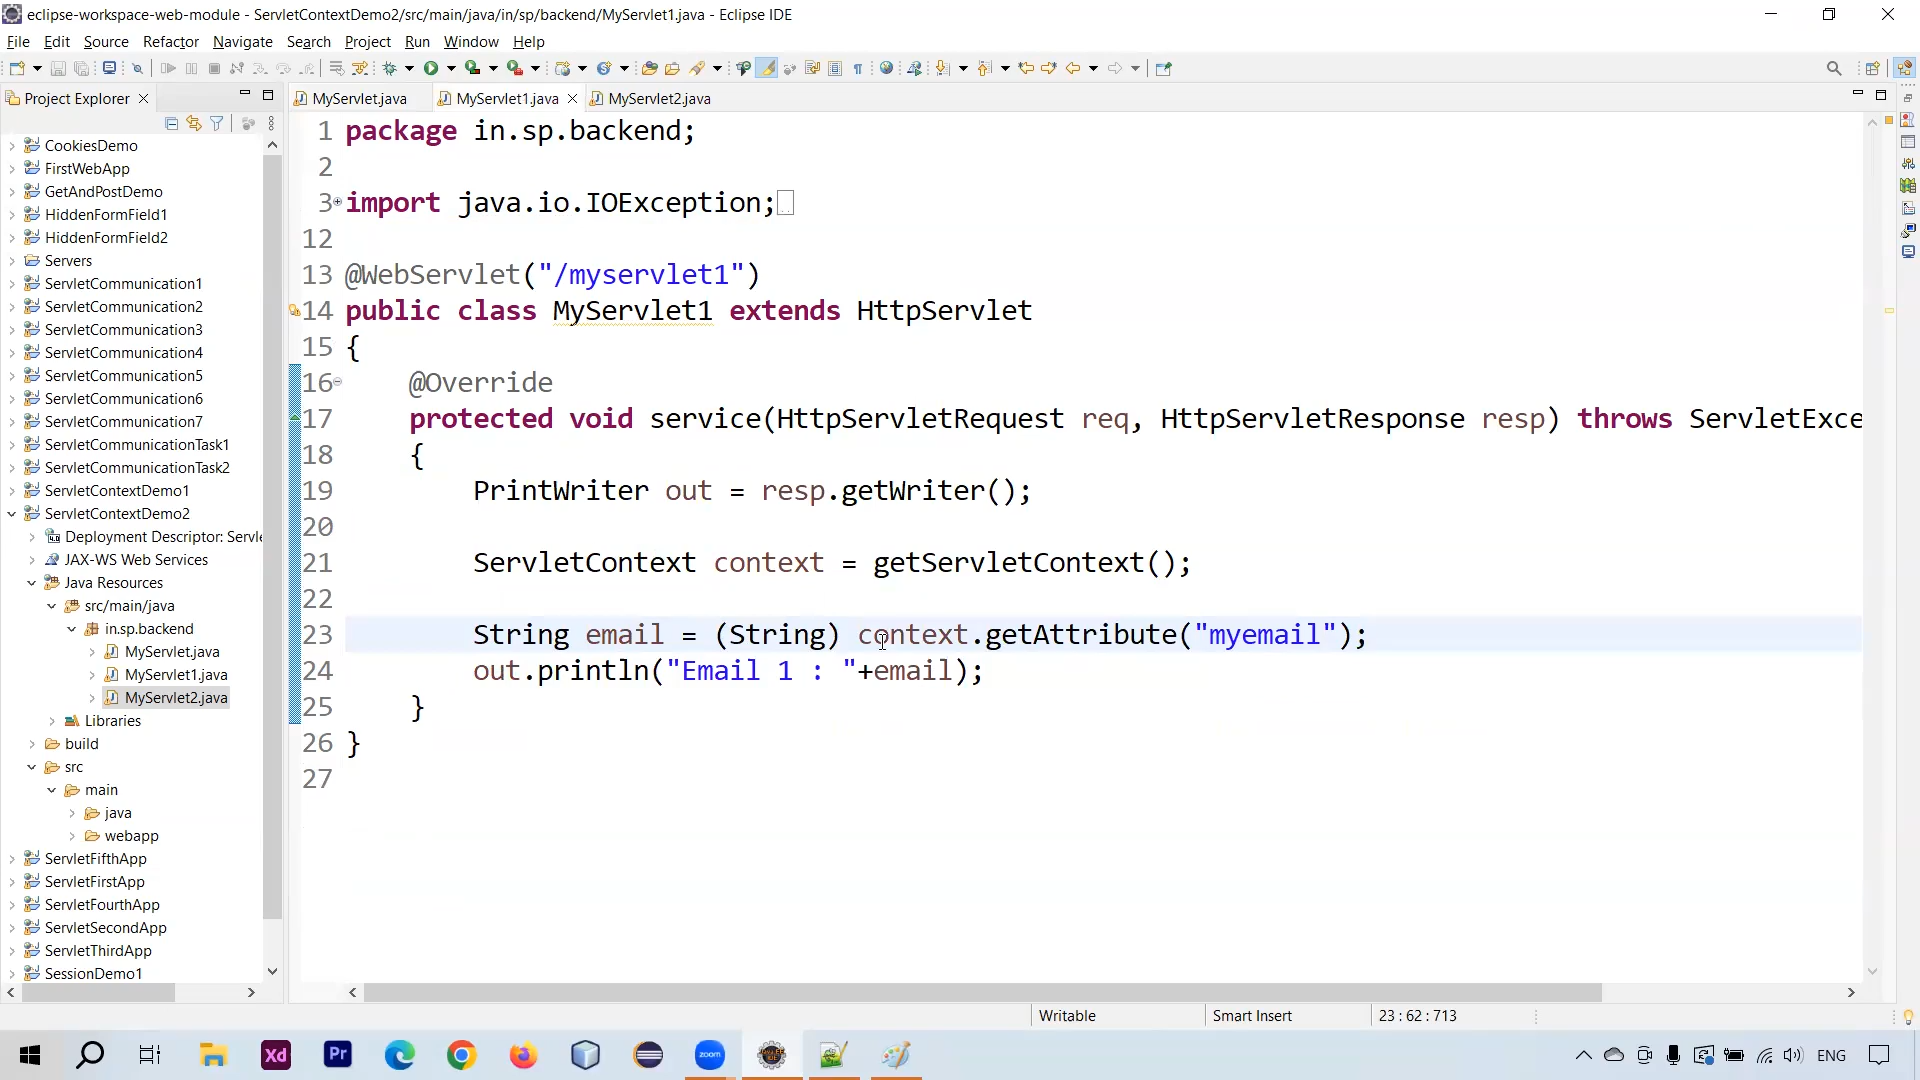 eclipse-workspace-web-module - ServletContextDemo2/src/main/java/in/sp/backend/MyServlet1.java - Eclipse IDE
File Edit Source Refactor Navigate Search Project Run Window Help
Project Explorer
MyServlet.java
MyServlet1.java
MyServlet2.java
CookiesDemo
FirstWebApp
GetAndPostDemo
HiddenFormField1
HiddenFormField2
Servers
ServletCommunication1
ServletCommunication2
ServletCommunication3
ServletCommunication4
ServletCommunication5
ServletCommunication6
ServletCommunication7
ServletCommunicationTask1
ServletCommunicationTask2
ServletContextDemo1
ServletContextDemo2
Deployment Descriptor: Servle
JAX-WS Web Services
Java Resources
src/main/java
in.sp.backend
MyServlet.java
MyServlet1.java
MyServlet2.java
Libraries
build
src
main
java
webapp
ServletFifthApp
ServletFirstApp
ServletFourthApp
ServletSecondApp
ServletThirdApp
SessionDemo1
1 package in.sp.backend;
2
3 import java.io.IOException;
12
13 @WebServlet("/myservlet1")
14 public class MyServlet1 extends HttpServlet
15 {
16 @Override
17 protected void service(HttpServletRequest req, HttpServletResponse resp) throws ServletExce
18 {
19 PrintWriter out = resp.getWriter();
20
21 ServletContext context = getServletContext();
22
23 String email = (String) context.getAttribute("myemail");
24 out.println("Email 1 : "+email);
25 }
26 }
27
Writable
Smart Insert
23 : 62 : 713
Xd
Pr
zoom
ENG